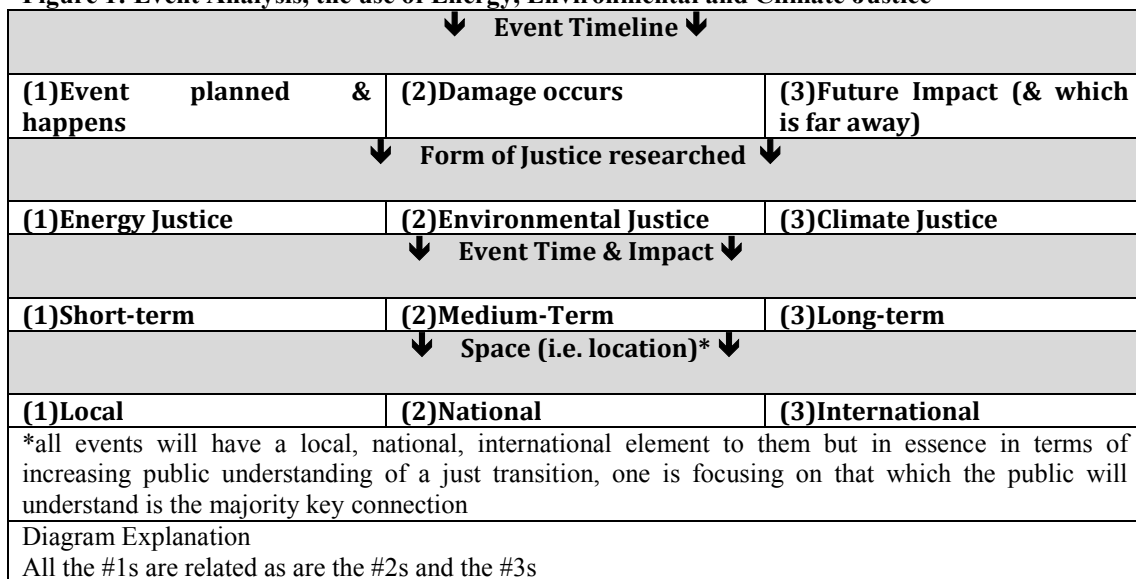 Figure 1: Event Analysis, the use of Energy, Environmental and Climate Justice
🡻 Event Timeline 🡻
(1)Event planned & happens
(2)Damage occurs
(3)Future Impact (& which is far away)
🡻 Form of Justice researched 🡻
(1)Energy Justice
(2)Environmental Justice
(3)Climate Justice
🡻 Event Time & Impact 🡻
(1)Short-term
(2)Medium-Term
(3)Long-term
🡻 Space (i.e. location)* 🡻
(1)Local
(2)National
(3)International
*all events will have a local, national, international element to them but in essence in terms of
increasing public understanding of a just transition, one is focusing on that which the public will
understand is the majority key connection
Diagram Explanation
All the #1s are related as are the #2s and the #3s